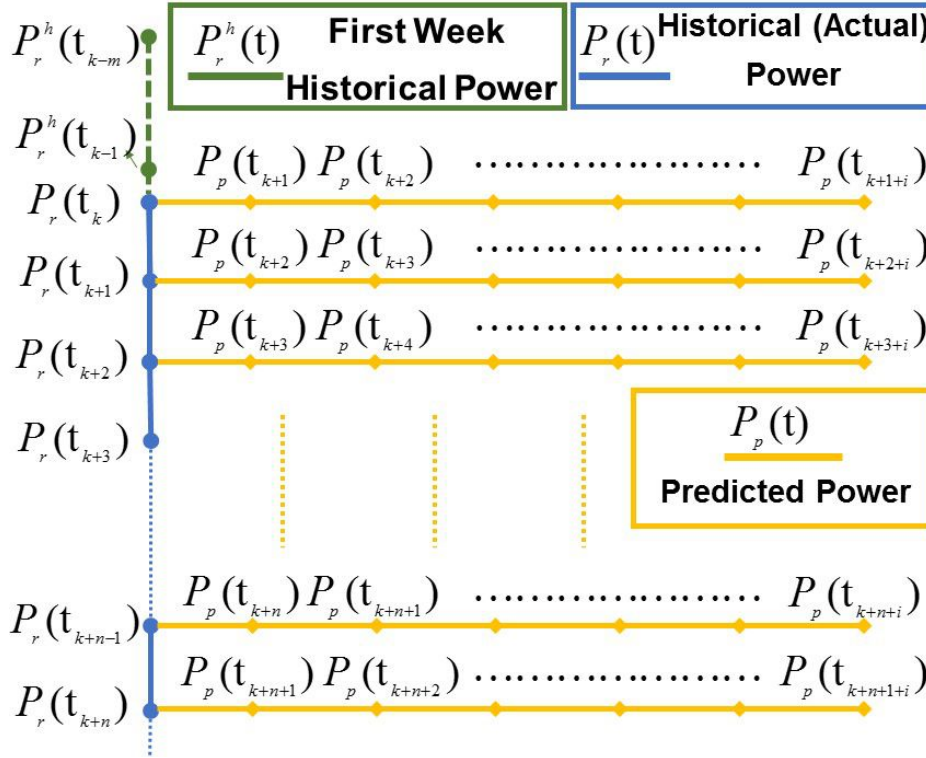 P_r^h(t_{k-m})
P_r^h(t) First Week
Historical Power
P_r(t) Historical (Actual)
Power
P_r^h(t_{k-1})
P_p(t_{k+1}) P_p(t_{k+2}) ........................ P_p(t_{k+1+i})
P_r(t_k)
P_p(t_{k+2}) P_p(t_{k+3}) ........................ P_p(t_{k+2+i})
P_r(t_{k+1})
P_p(t_{k+3}) P_p(t_{k+4}) ........................ P_p(t_{k+3+i})
P_r(t_{k+2})
P_r(t_{k+3})
P_p(t)
Predicted Power
P_p(t_{k+n}) P_p(t_{k+n+1}) ........................ P_p(t_{k+n+i})
P_r(t_{k+n-1})
P_p(t_{k+n+1}) P_p(t_{k+n+2}) ........................ P_p(t_{k+n+1+i})
P_r(t_{k+n})